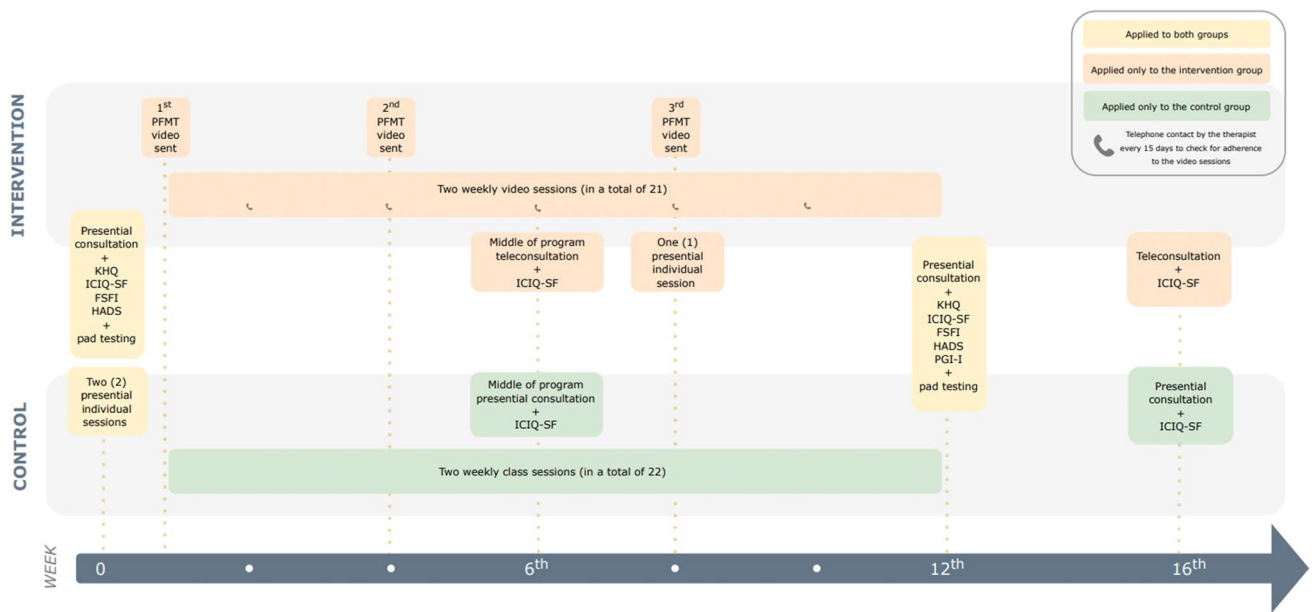 Applied to both groups
Applied only to the intervention group
Applied only to the control group
Telephone contact by the therapist
every 15 days to check for adherence
to the video sessions
INTERVENTION
1st
PFMT
video
sent
2nd
PFMT
video
sent
3rd
PFMT
video
sent
Two weekly video sessions (in a total of 21)
Presential
consultation
+
KHQ
ICIQ-SF
FSFI
HADS
+
pad testing
Middle of program
teleconsultation
+
ICIQ-SF
One (1)
presential
individual
session
Presential
consultation
+
KHQ
ICIQ-SF
FSFI
HADS
PGI-I
+
pad testing
Teleconsultation
+
ICIQ-SF
CONTROL
Two (2)
presential
individual
sessions
Middle of program
presential consultation
+
ICIQ-SF
Presential
consultation
+
ICIQ-SF
Two weekly class sessions (in a total of 22)
WEEK
0
6th
12th
16th